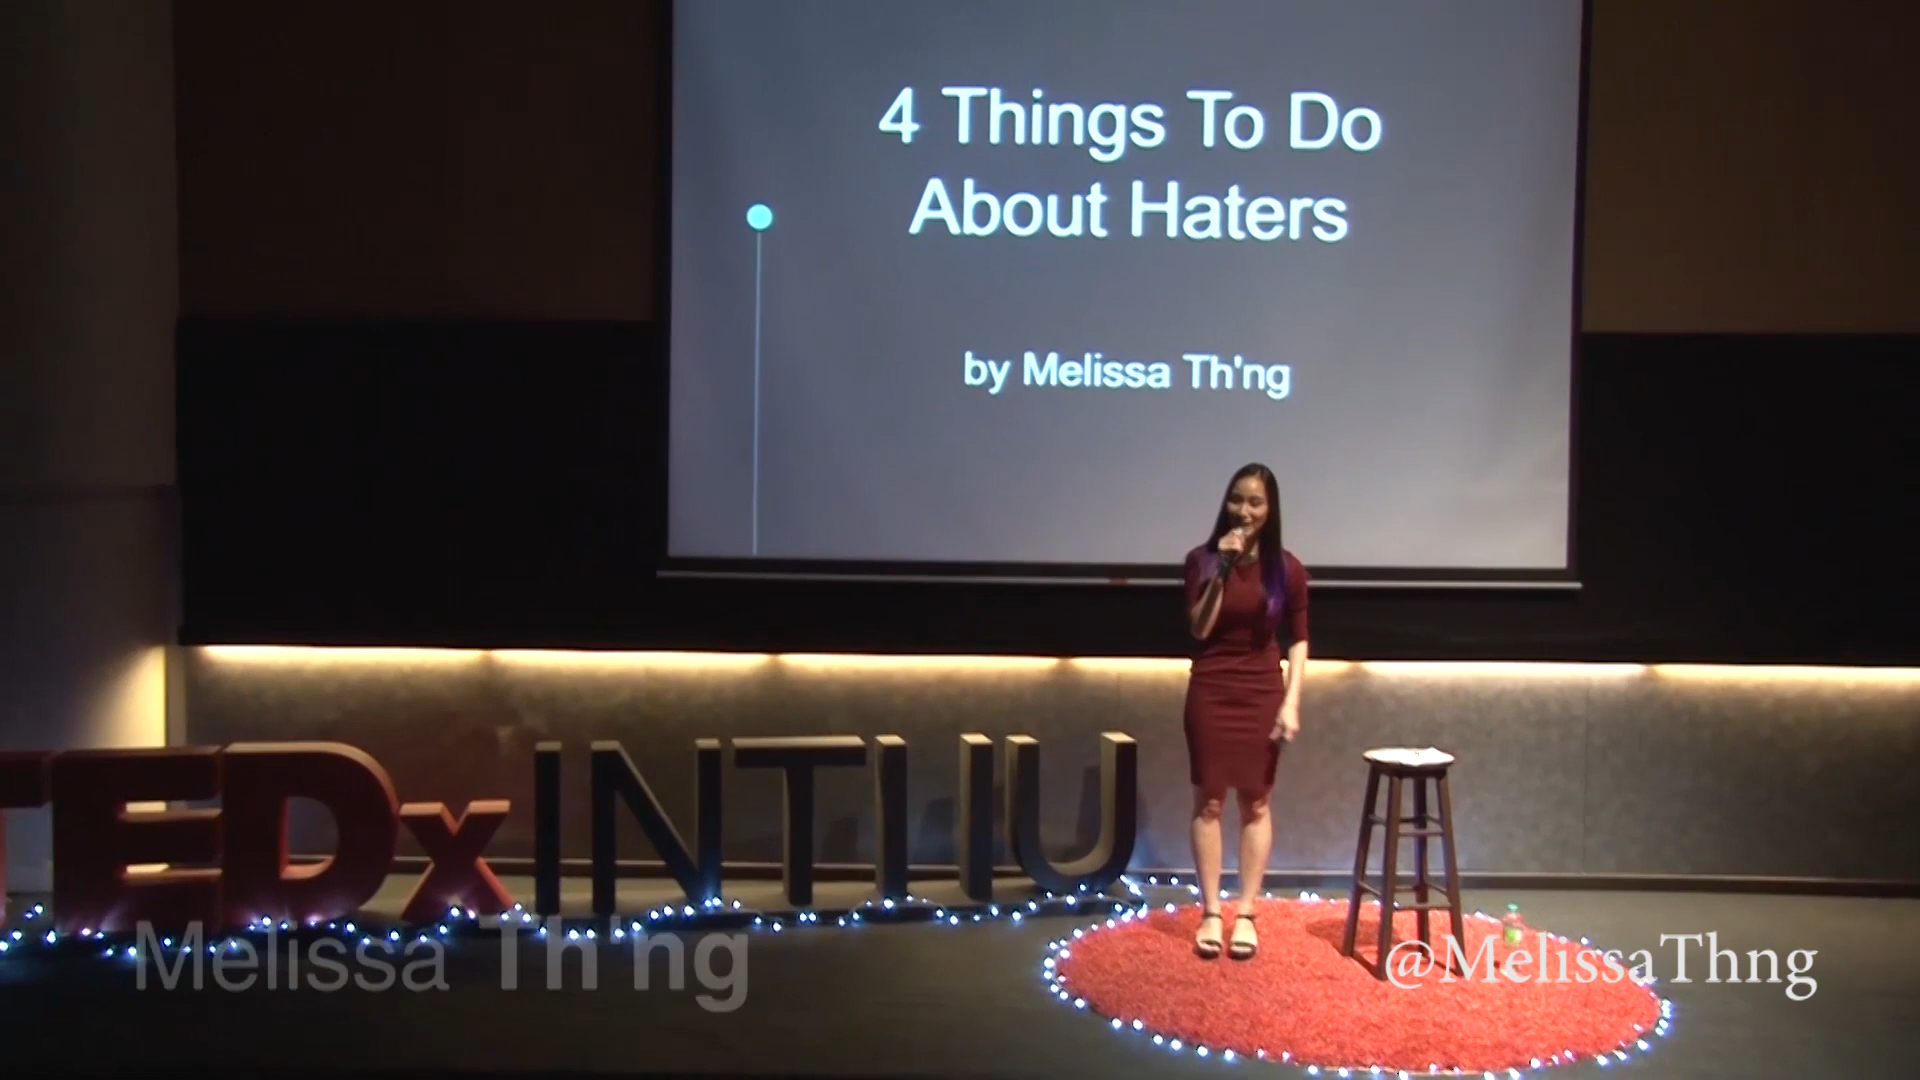 4 Things To Do
About Haters
by Melissa Th'ng
TEDxINTIIU
Melissa Th'ng
@MelissaThng